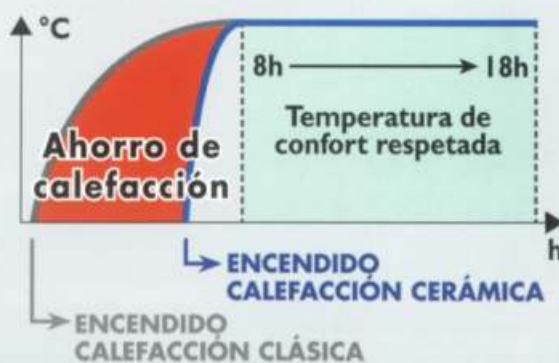 °C
8h
18h
Temperatura de
confort respetada
Ahorro de
calefacción
h
ENCENDIDO
CALEFACCIÓN CERÁMICA
ENCENDIDO
CALEFACCIÓN CLÁSICA